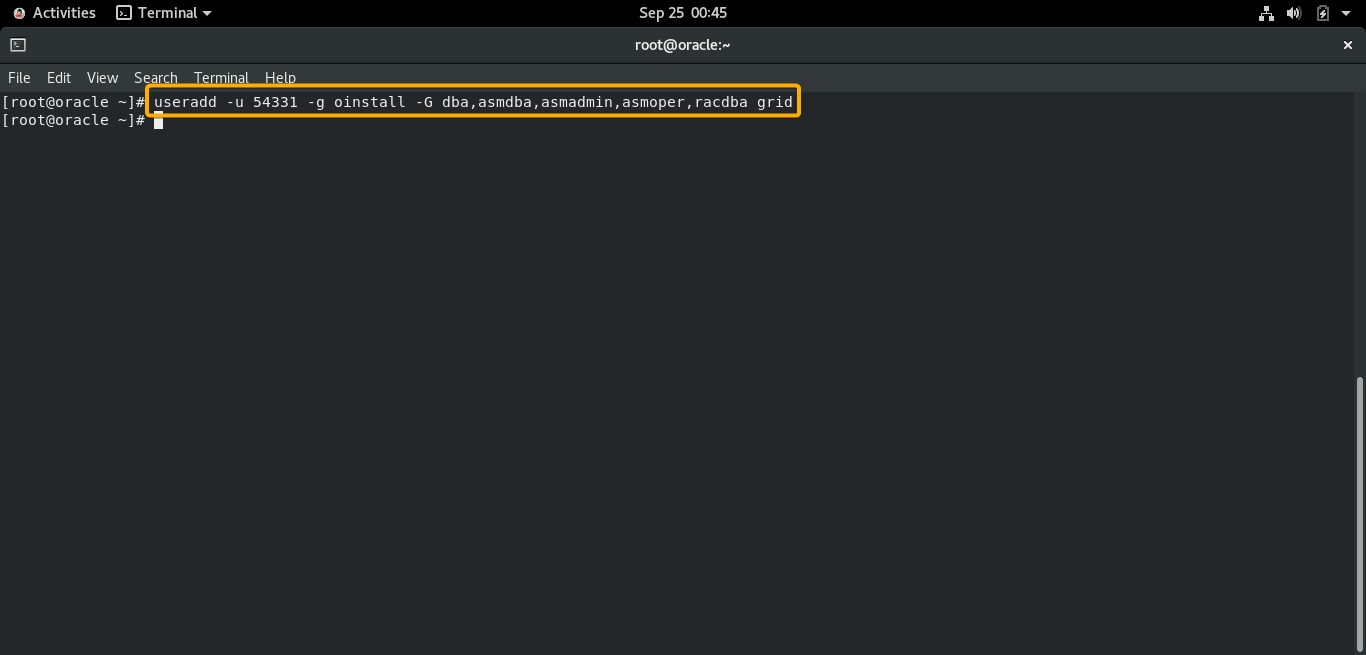 Activities Terminal Sep 25 00:45
root@oracle:~
File Edit View Search Terminal Help
[root@oracle ~]# useradd -u 54331 -g oinstall -G dba,asmdba,asmadmin,asmoper,racdba grid
[root@oracle ~]#